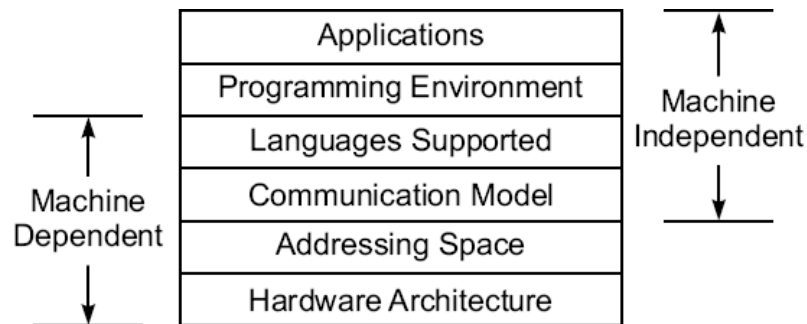 Applications
Programming Environment
Languages Supported
Communication Model
Addressing Space
Hardware Architecture
Machine
Dependent
Machine
Independent